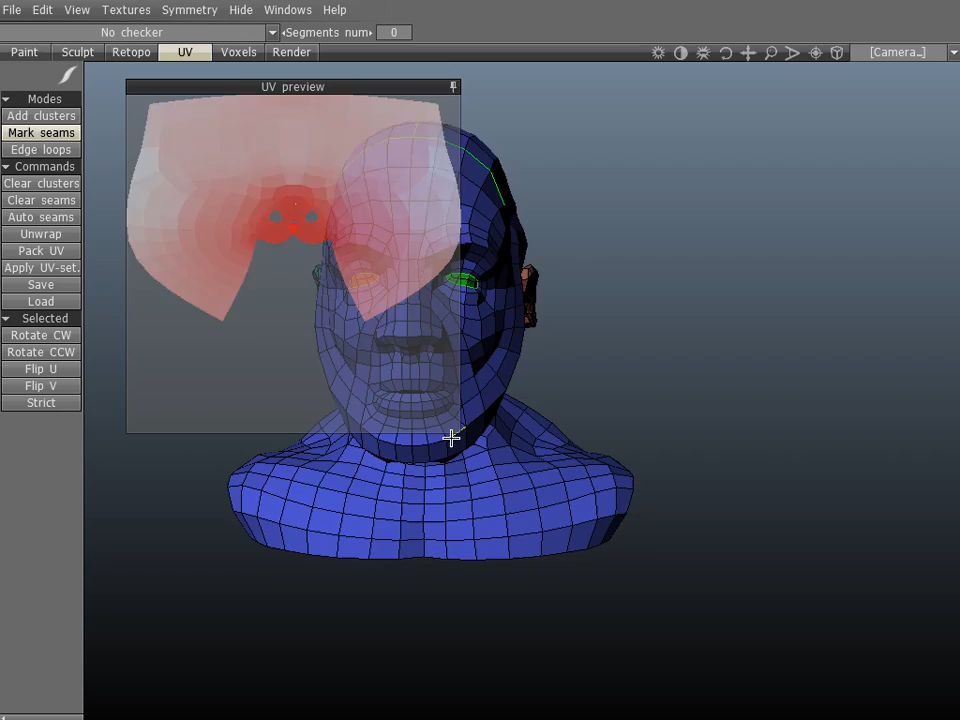 File Edit View Textures Symmetry Hide Windows Help
No checker Segments num 0
Paint Sculpt Retopo UV Voxels Render [Camera_]
UV preview
Modes
Add clusters
Mark seams
Edge loops
Commands
Clear clusters
Clear seams
Auto seams
Unwrap
Pack UV
Apply UV-set.
Save
Load
Selected
Rotate CW
Rotate CCW
Flip U
Flip V
Strict